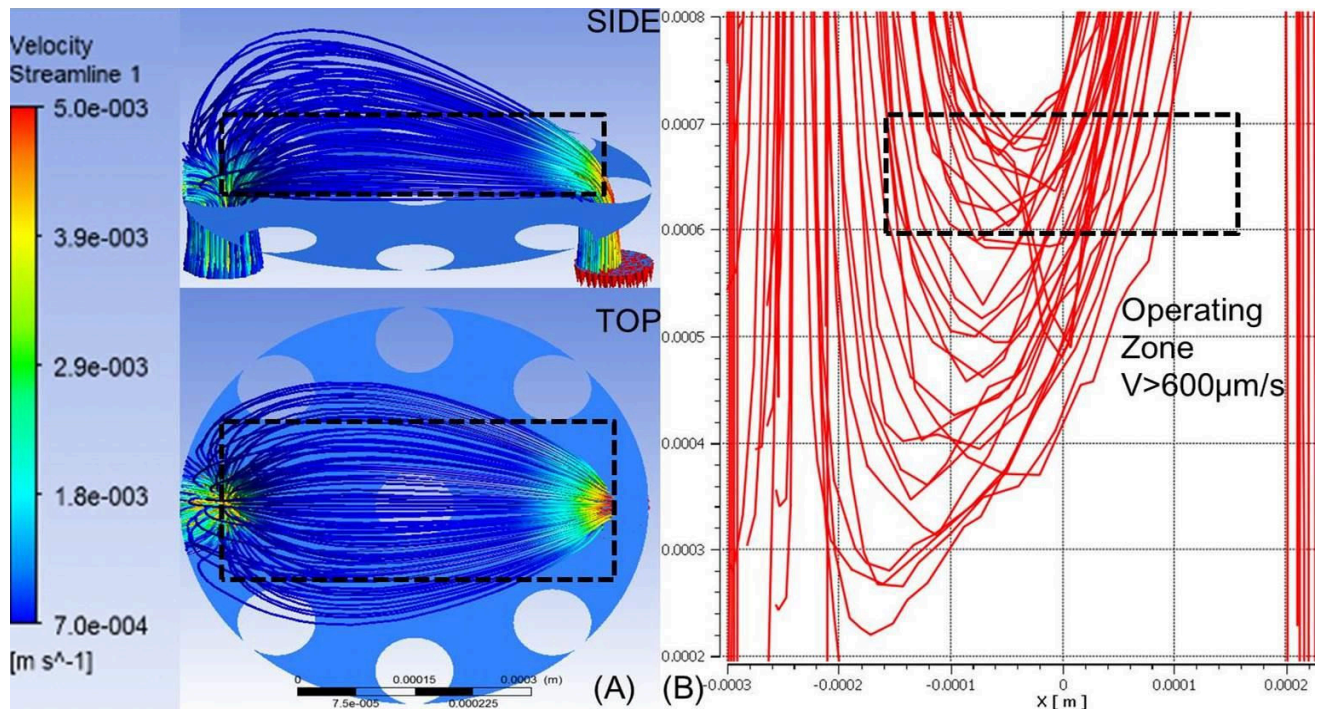 Velocity
Streamline 1
5.0e-003
3.9e-003
2.9e-003
1.8e-003
7.0e-004
[m s^-1]
SIDE
TOP
0
0.00015
0.0003 (m)
7.5e-005
0.000225
(A)
(B)
0.0008
0.0007
0.0006
0.0005
0.0004
0.0003
0.0002
Operating
Zone
V>600µm/s
-0.0003
-0.0002
-0.0001
0
0.0001
0.0002
X [ m ]